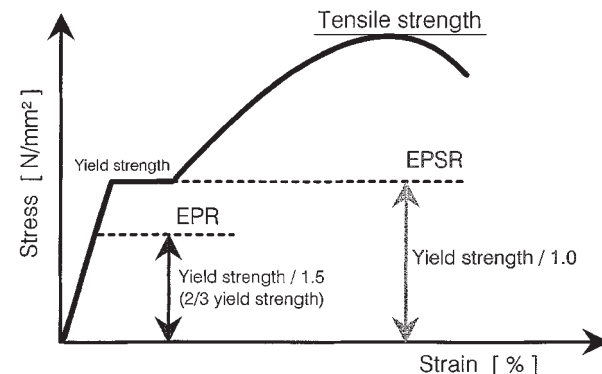 Tensile strength
Stress [ N/mm² ]
Yield strength
EPSR
EPR
Yield strength / 1.0
Yield strength / 1.5
(2/3 yield strength)
Strain [ % ]